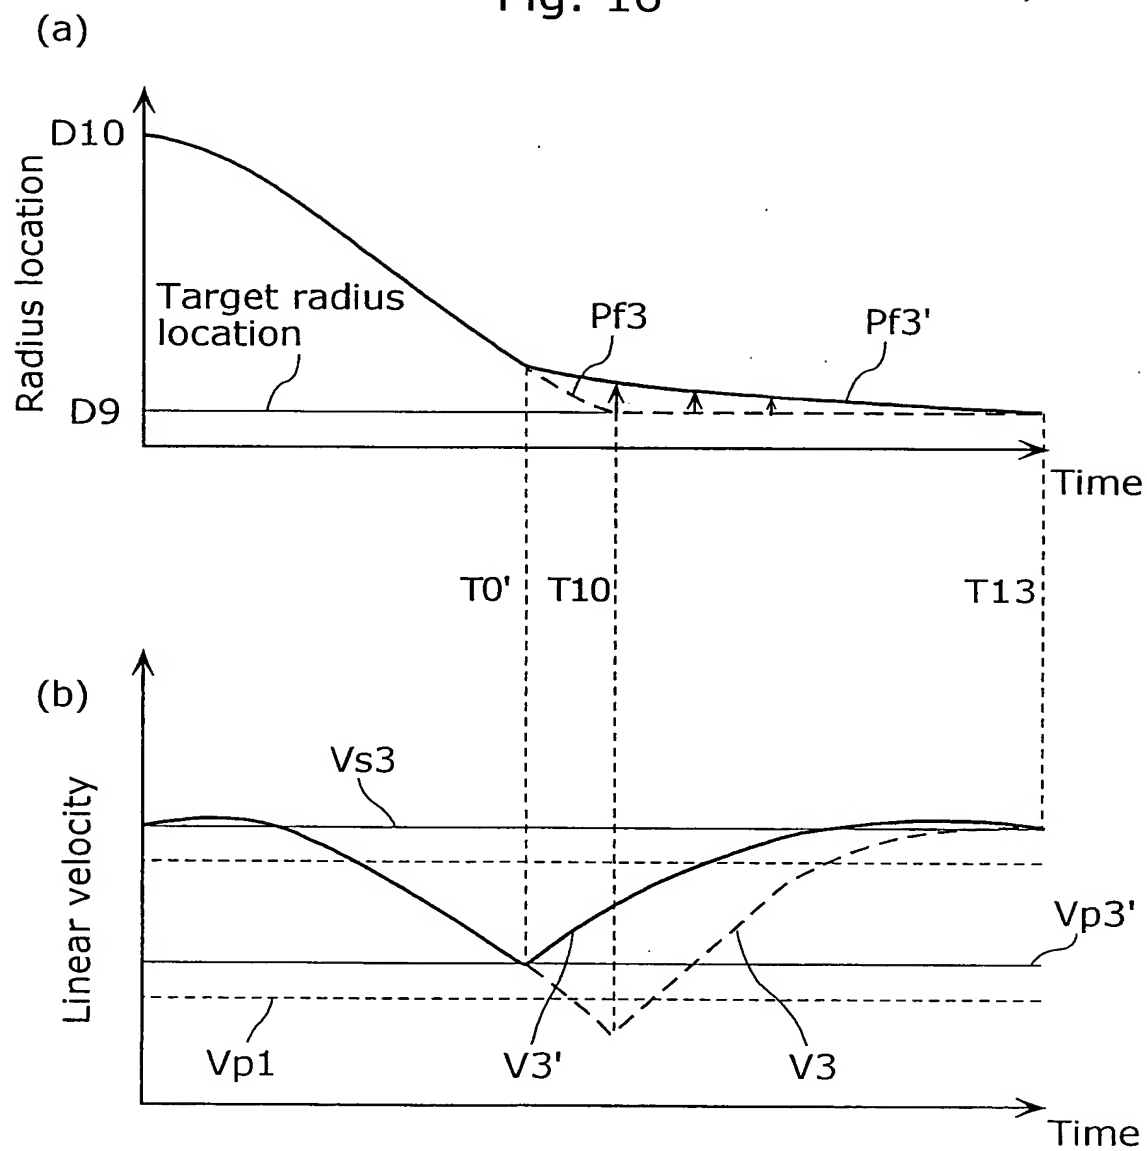 Fig. 16
(a)
D10
Radius location
Target radius
location
D9
Pf3
Pf3'
Time
T0'
T10
T13
(b)
Linear velocity
Vs3
Vp3'
Vp1
V3'
V3
Time